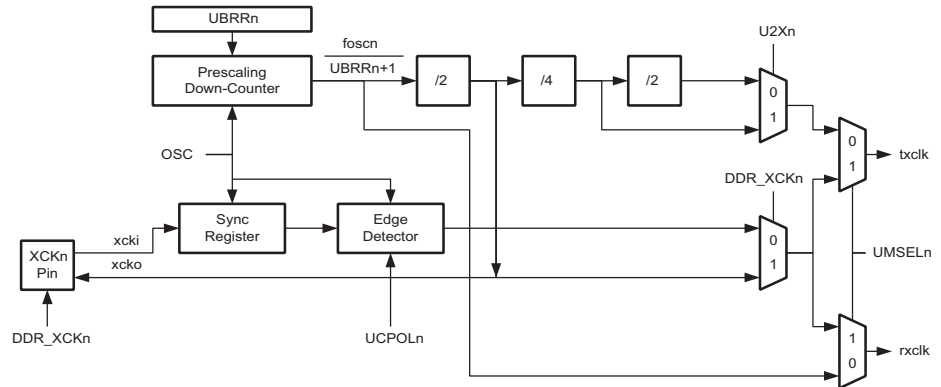 UBRRn
U2Xn
foscn
Prescaling
Down-Counter
UBRRn+1
/2
/4
/2
0
1
OSC
0
1
txclk
DDR_XCKn
Sync
Register
Edge
Detector
xcki
0
1
XCKn
Pin
xcko
UMSELn
DDR_XCKn
UCPOLn
1
0
rxclk